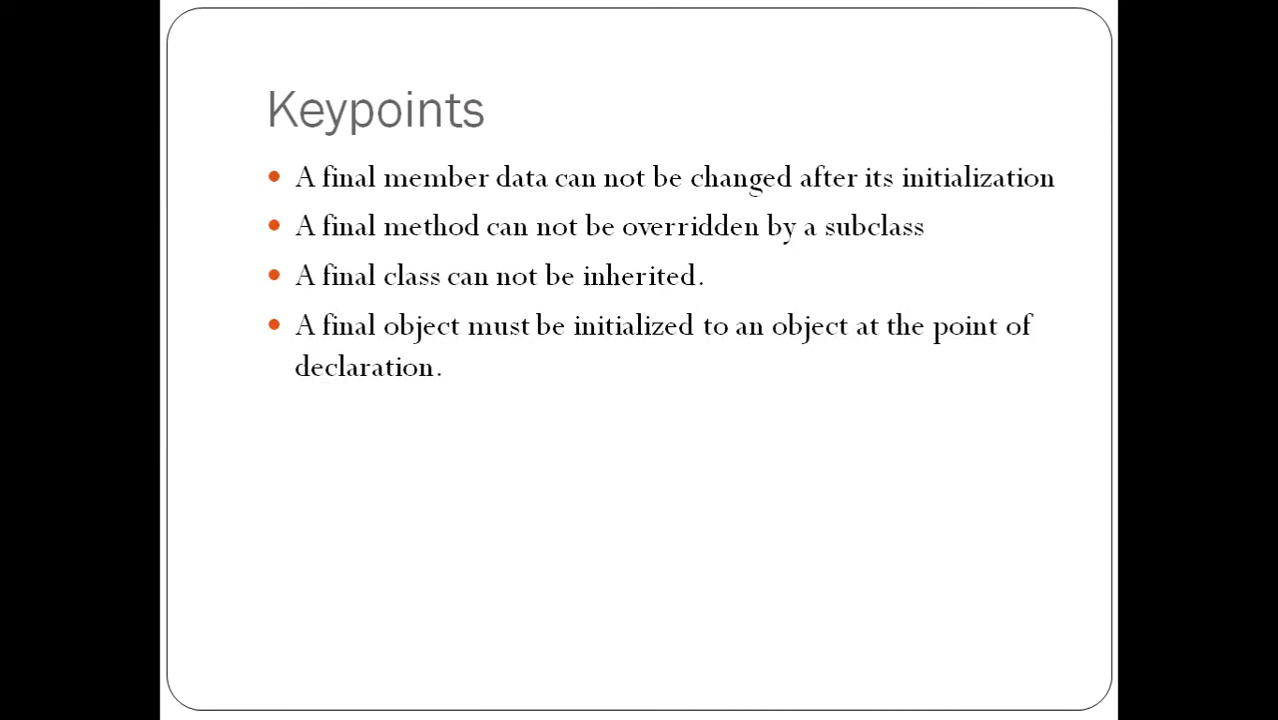 Keypoints
A final member data can not be changed after its initialization
A final method can not be overridden by a subclass
A final class can not be inherited.
A final object must be initialized to an object at the point of
declaration.